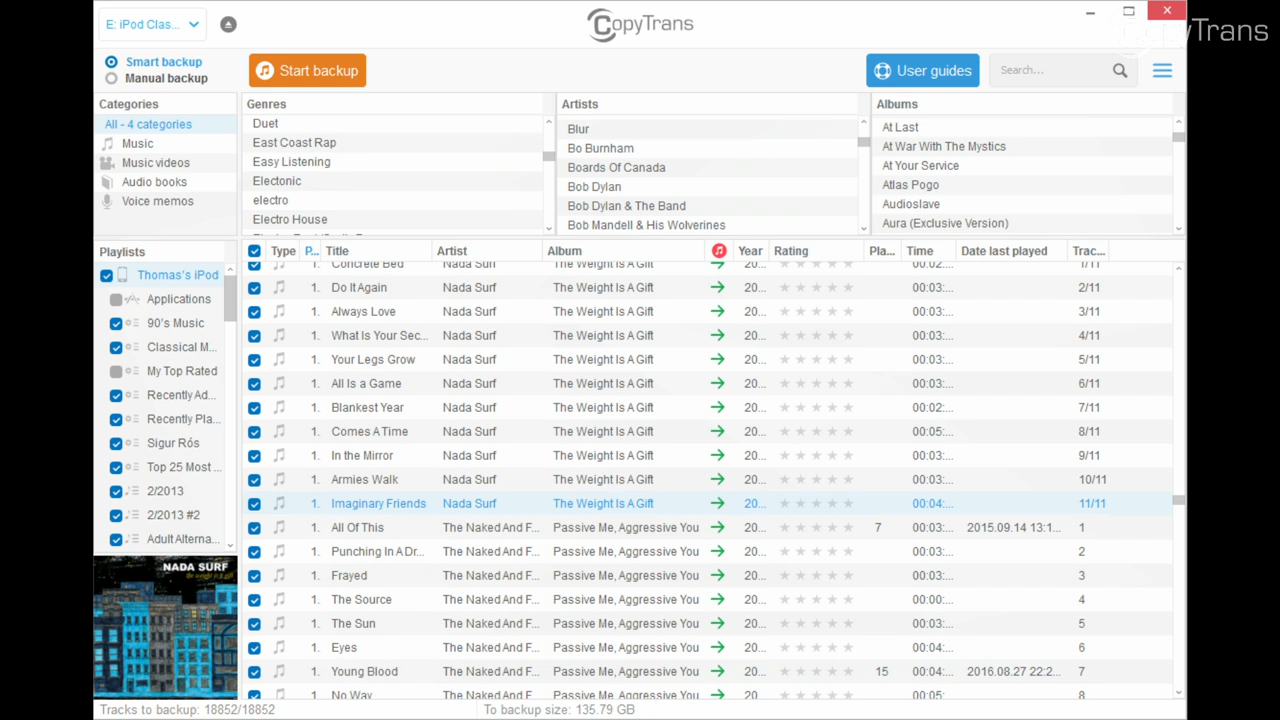 E: iPod Clas...
CopyTrans
CopyTrans
Smart backup
Manual backup
Start backup
User guides
Search...
Categories
All - 4 categories
Music
Music videos
Audio books
Voice memos
Genres
Duet
East Coast Rap
Easy Listening
Electonic
electro
Electro House
Artists
Blur
Bo Burnham
Boards Of Canada
Bob Dylan
Bob Dylan & The Band
Bob Mandell & His Wolverines
Albums
At Last
At War With The Mystics
At Your Service
Atlas Pogo
Audioslave
Aura (Exclusive Version)
Playlists
Thomas's iPod
Applications
90's Music
Classical M...
My Top Rated
Recently Ad...
Recently Pla...
Sigur Rós
Top 25 Most ...
2/2013
2/2013 #2
Adult Alterna...
NADA SURF
the weight is a gift
Type P... Title Artist Album Year Rating Pla... Time Date last played Trac...
1. Concrete Bed Nada Surf The Weight Is A Gift 20... 00:02:... 1/11
1. Do It Again Nada Surf The Weight Is A Gift 20... 00:03:... 2/11
1. Always Love Nada Surf The Weight Is A Gift 20... 00:03:... 3/11
1. What Is Your Sec... Nada Surf The Weight Is A Gift 20... 00:03:... 4/11
1. Your Legs Grow Nada Surf The Weight Is A Gift 20... 00:03:... 5/11
1. All Is a Game Nada Surf The Weight Is A Gift 20... 00:03:... 6/11
1. Blankest Year Nada Surf The Weight Is A Gift 20... 00:02:... 7/11
1. Comes A Time Nada Surf The Weight Is A Gift 20... 00:05:... 8/11
1. In the Mirror Nada Surf The Weight Is A Gift 20... 00:03:... 9/11
1. Armies Walk Nada Surf The Weight Is A Gift 20... 00:03:... 10/11
1. Imaginary Friends Nada Surf The Weight Is A Gift 20... 00:04:... 11/11
1. All Of This The Naked And F... Passive Me, Aggressive You 20... 7 00:03:... 2015.09.14 13:1... 1
1. Punching In A Dr... The Naked And F... Passive Me, Aggressive You 20... 00:03:... 2
1. Frayed The Naked And F... Passive Me, Aggressive You 20... 00:03:... 3
1. The Source The Naked And F... Passive Me, Aggressive You 20... 00:00:... 4
1. The Sun The Naked And F... Passive Me, Aggressive You 20... 00:03:... 5
1. Eyes The Naked And F... Passive Me, Aggressive You 20... 00:04:... 6
1. Young Blood The Naked And F... Passive Me, Aggressive You 20... 15 00:04:... 2016.08.27 22:2... 7
1. No Way The Naked And F... Passive Me, Aggressive You 20 00:05: 8
Tracks to backup: 18852/18852
To backup size: 135.79 GB